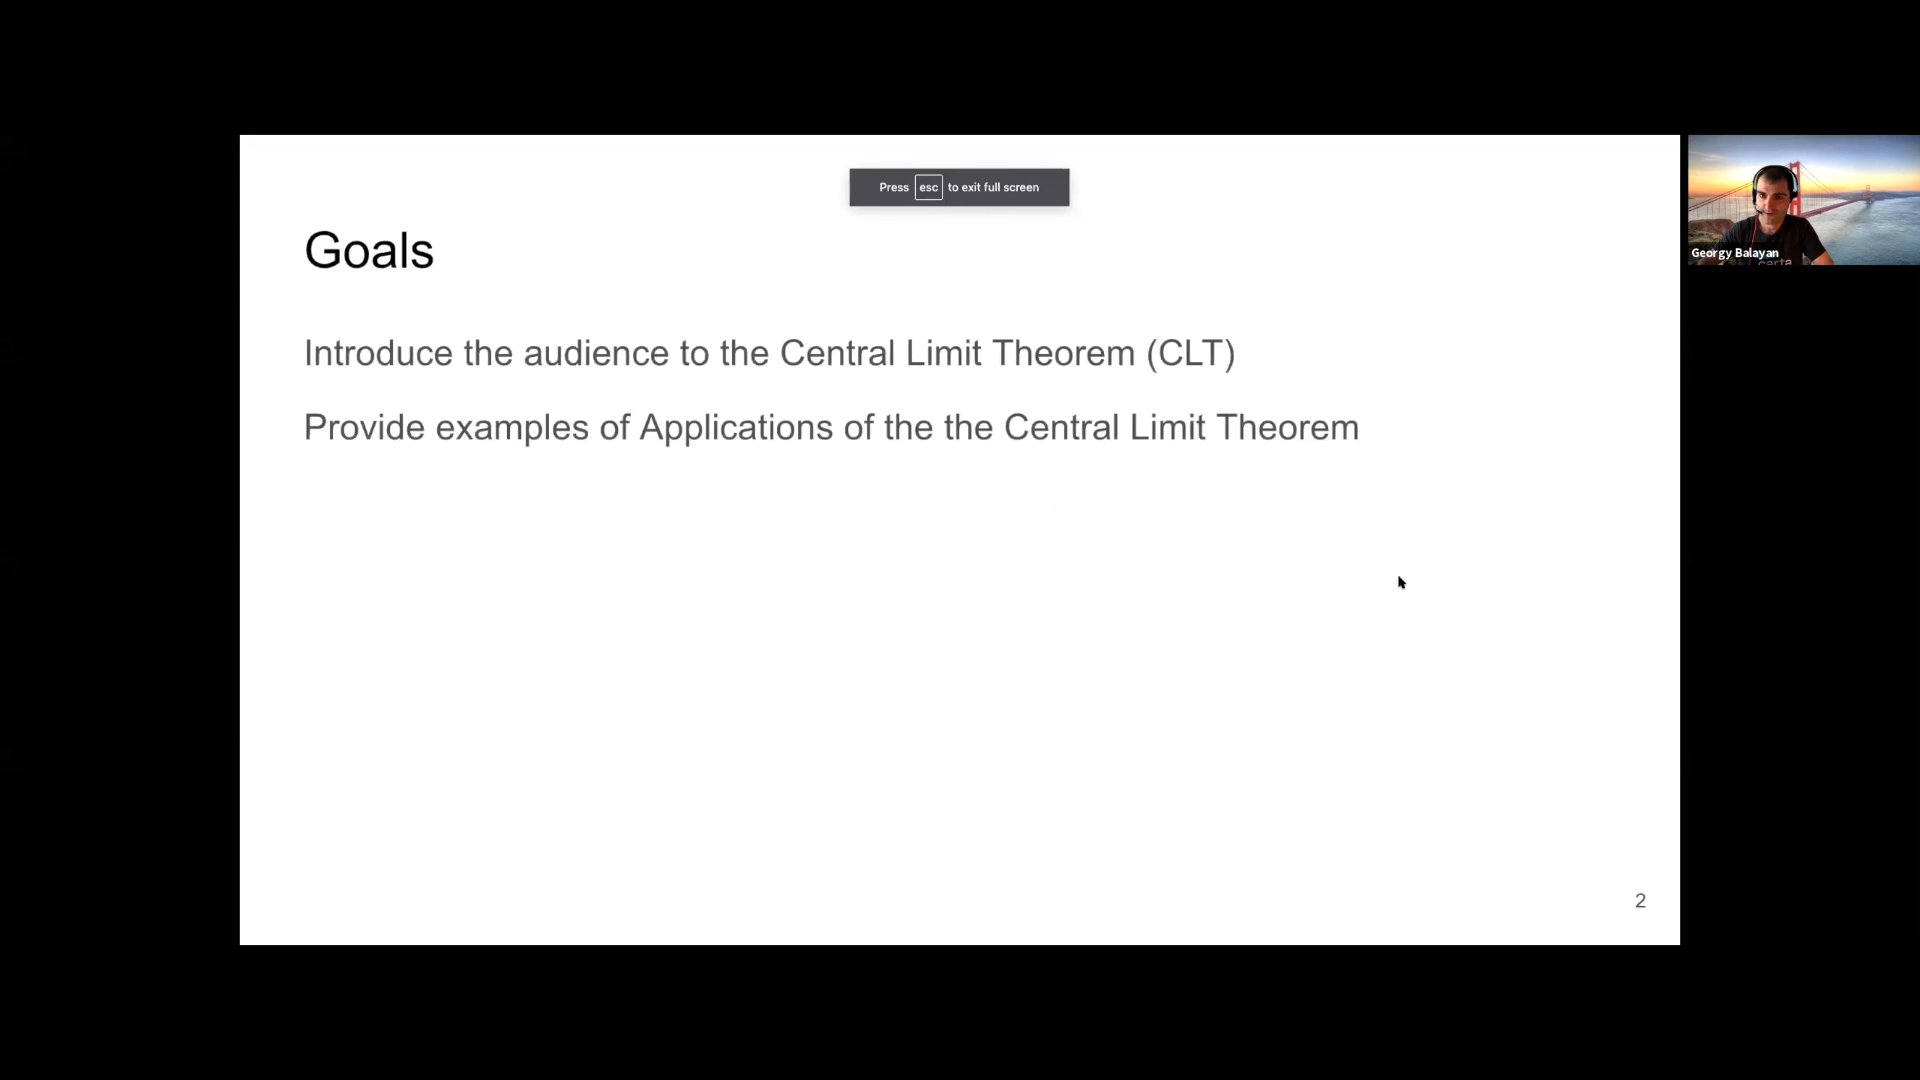 Press esc to exit full screen
Goals
Georgy Balayan
carta
Introduce the audience to the Central Limit Theorem (CLT)
Provide examples of Applications of the the Central Limit Theorem
2